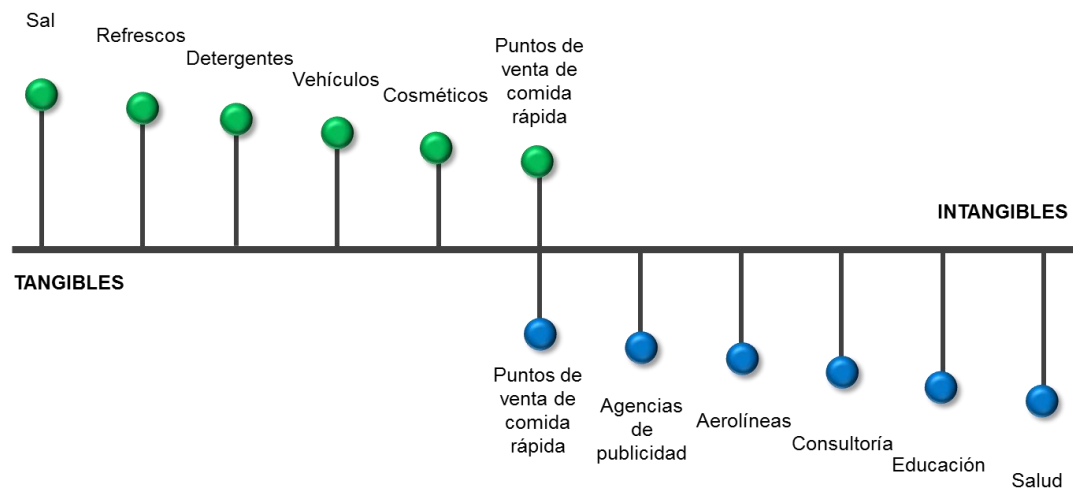 Sal
Refrescos
Detergentes
Vehículos
Cosméticos
Puntos de
venta de
comida
rápida
INTANGIBLES
TANGIBLES
Puntos de
venta de
comida
rápida
Agencias
de
publicidad
Aerolíneas
Consultoría
Educación
Salud